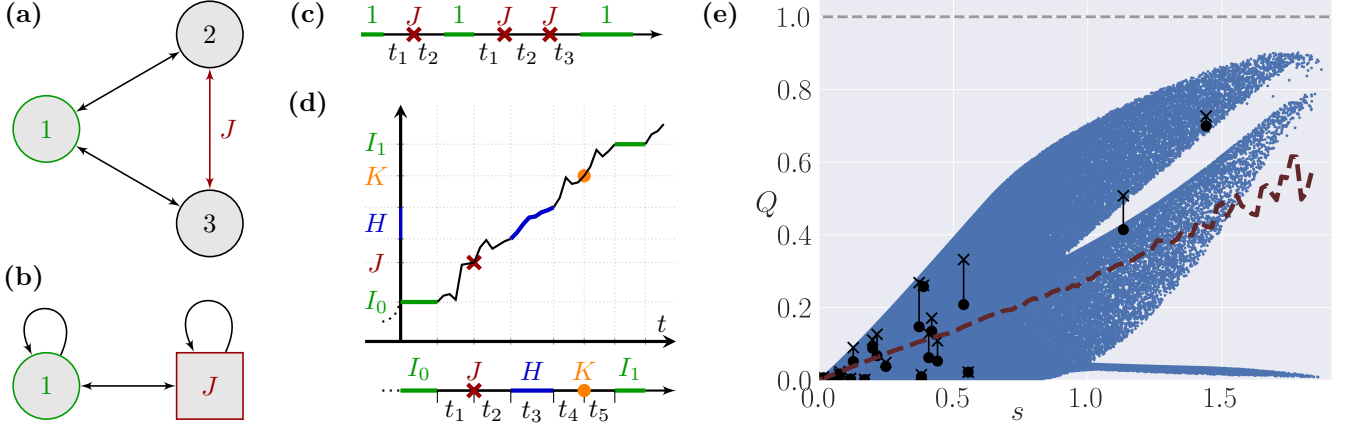 (a)
2
1
J
3
(b)
1
J
(c)
1 J 1 J J 1
t₁ t₂ t₁ t₂ t₃
(d)
I₁
K
H
J
I₀
t
I₀ J H K I₁
t₁ t₂ t₃ t₄ t₅
(e)
1.0
0.8
0.6
Q
0.4
0.2
0.0
0.0 0.5 1.0 1.5
s